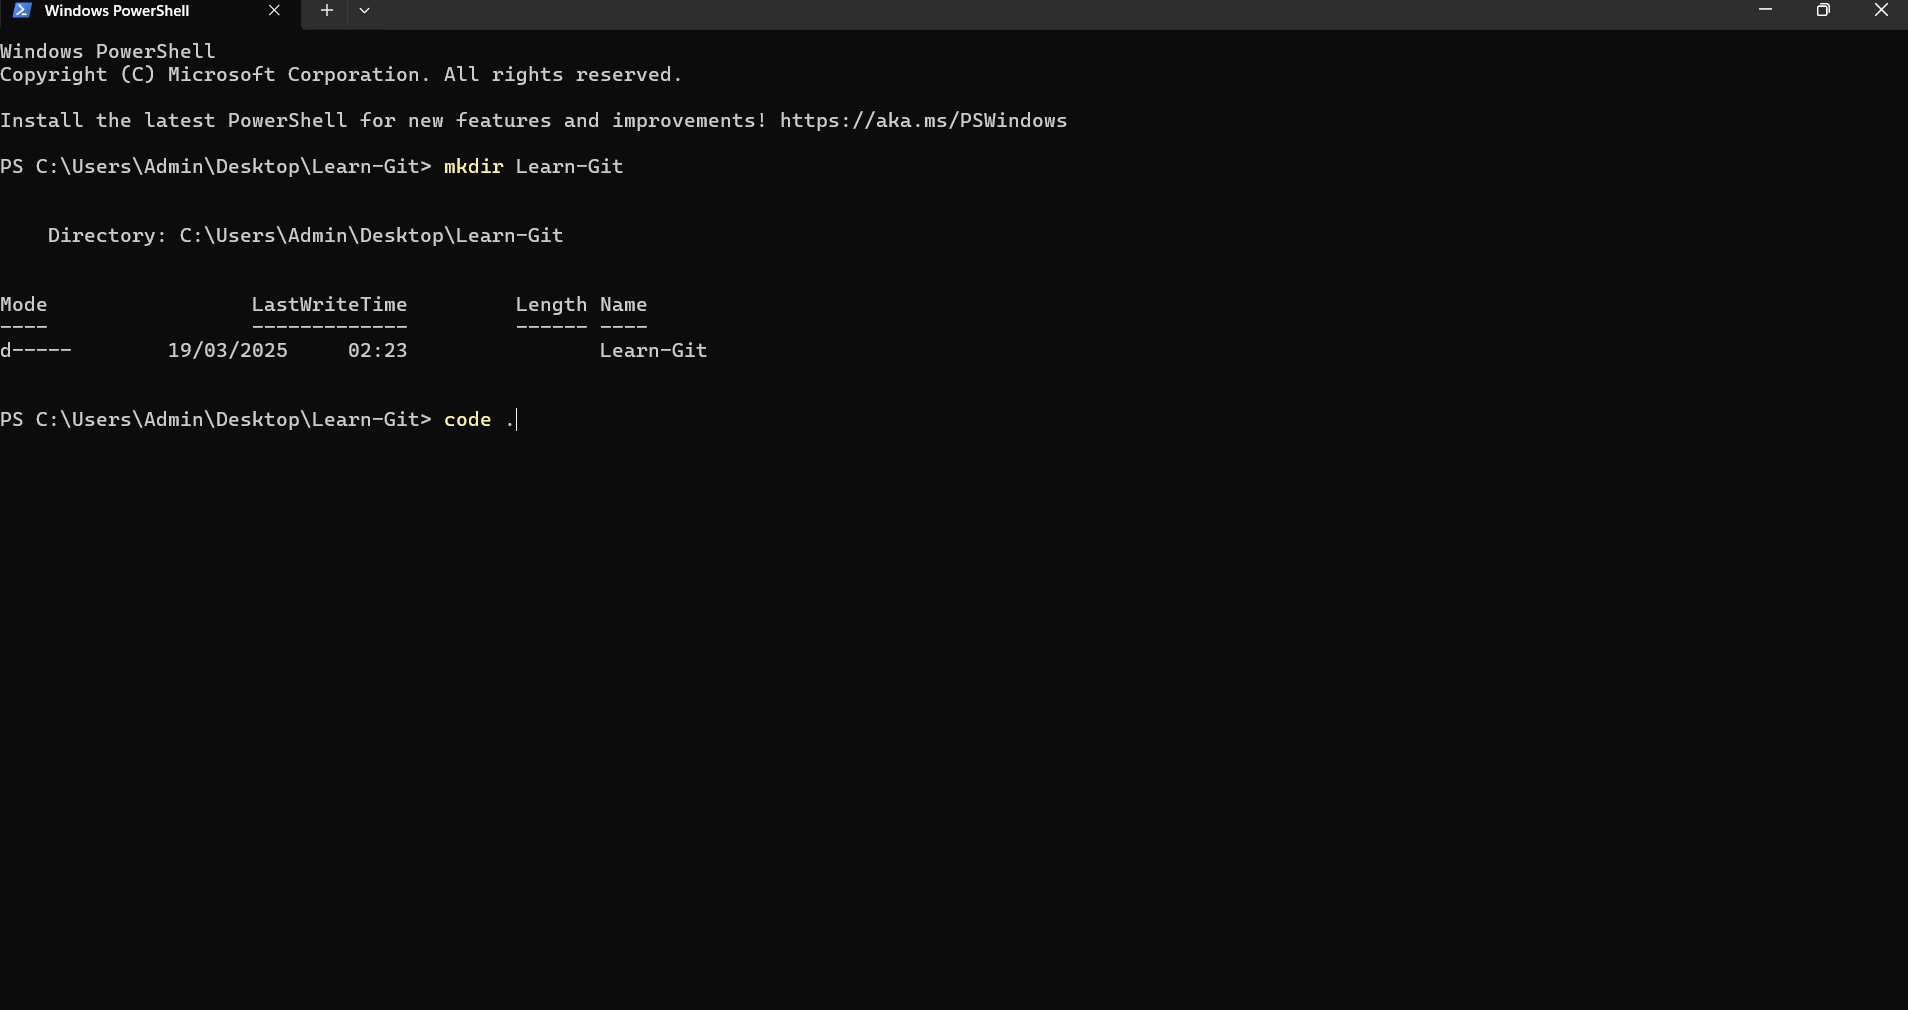 Windows PowerShell
Windows PowerShell
Copyright (C) Microsoft Corporation. All rights reserved.
Install the latest PowerShell for new features and improvements! https://aka.ms/PSWindows
PS C:\Users\Admin\Desktop\Learn-Git> mkdir Learn-Git
    Directory: C:\Users\Admin\Desktop\Learn-Git
Mode                 LastWriteTime         Length Name
----                 -------------         ------ ----
d-----        19/03/2025     02:23                Learn-Git
PS C:\Users\Admin\Desktop\Learn-Git> code .